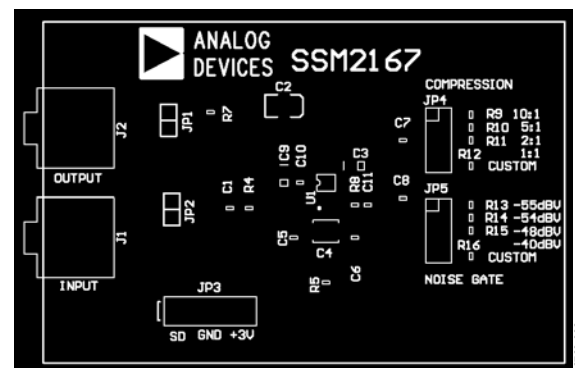 ANALOG
DEVICES
SSM2167
COMPRESSION
JP4
R9 10:1
R10 5:1
R11 2:1
R12 1:1
CUSTOM
JP5
R13 -55dBV
R14 -54dBV
R15 -48dBV
R16 -40dBV
CUSTOM
NOISE GATE
J2
OUTPUT
JP1
R7
C2
C7
C9
C10
C3
C1
R4
U1
R8
C11
C8
JP2
J1
INPUT
C5
C4
R5
C6
JP3
SD GND +3V